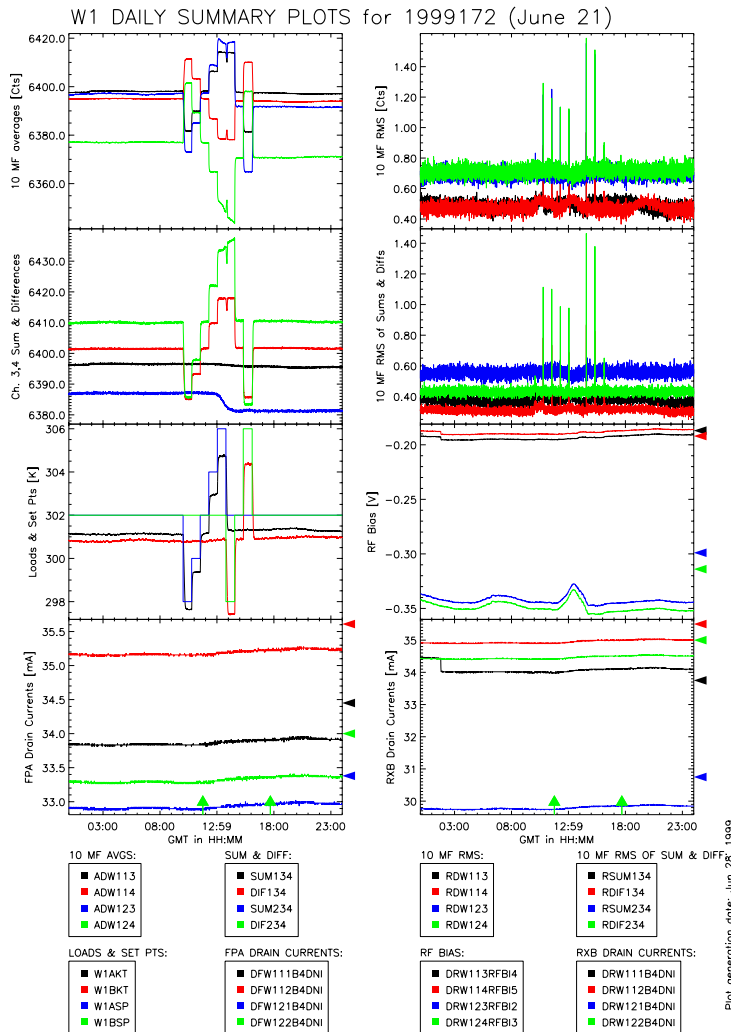 W1 DAILY SUMMARY PLOTS for 1999172 (June 21)
10 MF averages [Cts]
6420.0
6400.0
6380.0
6360.0
10 MF RMS [Cts]
1.40
1.20
1.00
0.80
0.60
0.40
Ch. 3,4 Sum & Differences
6430.0
6420.0
6410.0
6400.0
6390.0
6380.0
10 MF RMS of Sums & Diffs
1.40
1.20
1.00
0.80
0.60
0.40
Loads & Set Pts [K]
306
304
302
300
298
RF Bias [V]
-0.20
-0.25
-0.30
-0.35
FPA Drain Currents [mA]
35.5
35.0
34.5
34.0
33.5
33.0
RXB Drain Currents [mA]
35
34
33
32
31
30
03:00 08:00 12:59 18:00 23:00
GMT in HH:MM
03:00 08:00 12:59 18:00 23:00
GMT in HH:MM
10 MF AVGS:
ADW113
ADW114
ADW123
ADW124
SUM & DIFF:
SUM134
DIF134
SUM234
DIF234
10 MF RMS:
RDW113
RDW114
RDW123
RDW124
10 MF RMS OF SUM & DIFF:
RSUM134
RDIF134
RSUM234
RDIF234
LOADS & SET PTS:
W1AKT
W1BKT
W1ASP
W1BSP
FPA DRAIN CURRENTS:
DFW111B4DNI
DFW112B4DNI
DFW121B4DNI
DFW122B4DNI
RF BIAS:
DRW113RFBI4
DRW114RFBI5
DRW123RFBI2
DRW124RFBI3
RXB DRAIN CURRENTS:
DRW111B4DNI
DRW112B4DNI
DRW121B4DNI
DRW122B4DNI
Plot generation date: Jun 28 1999